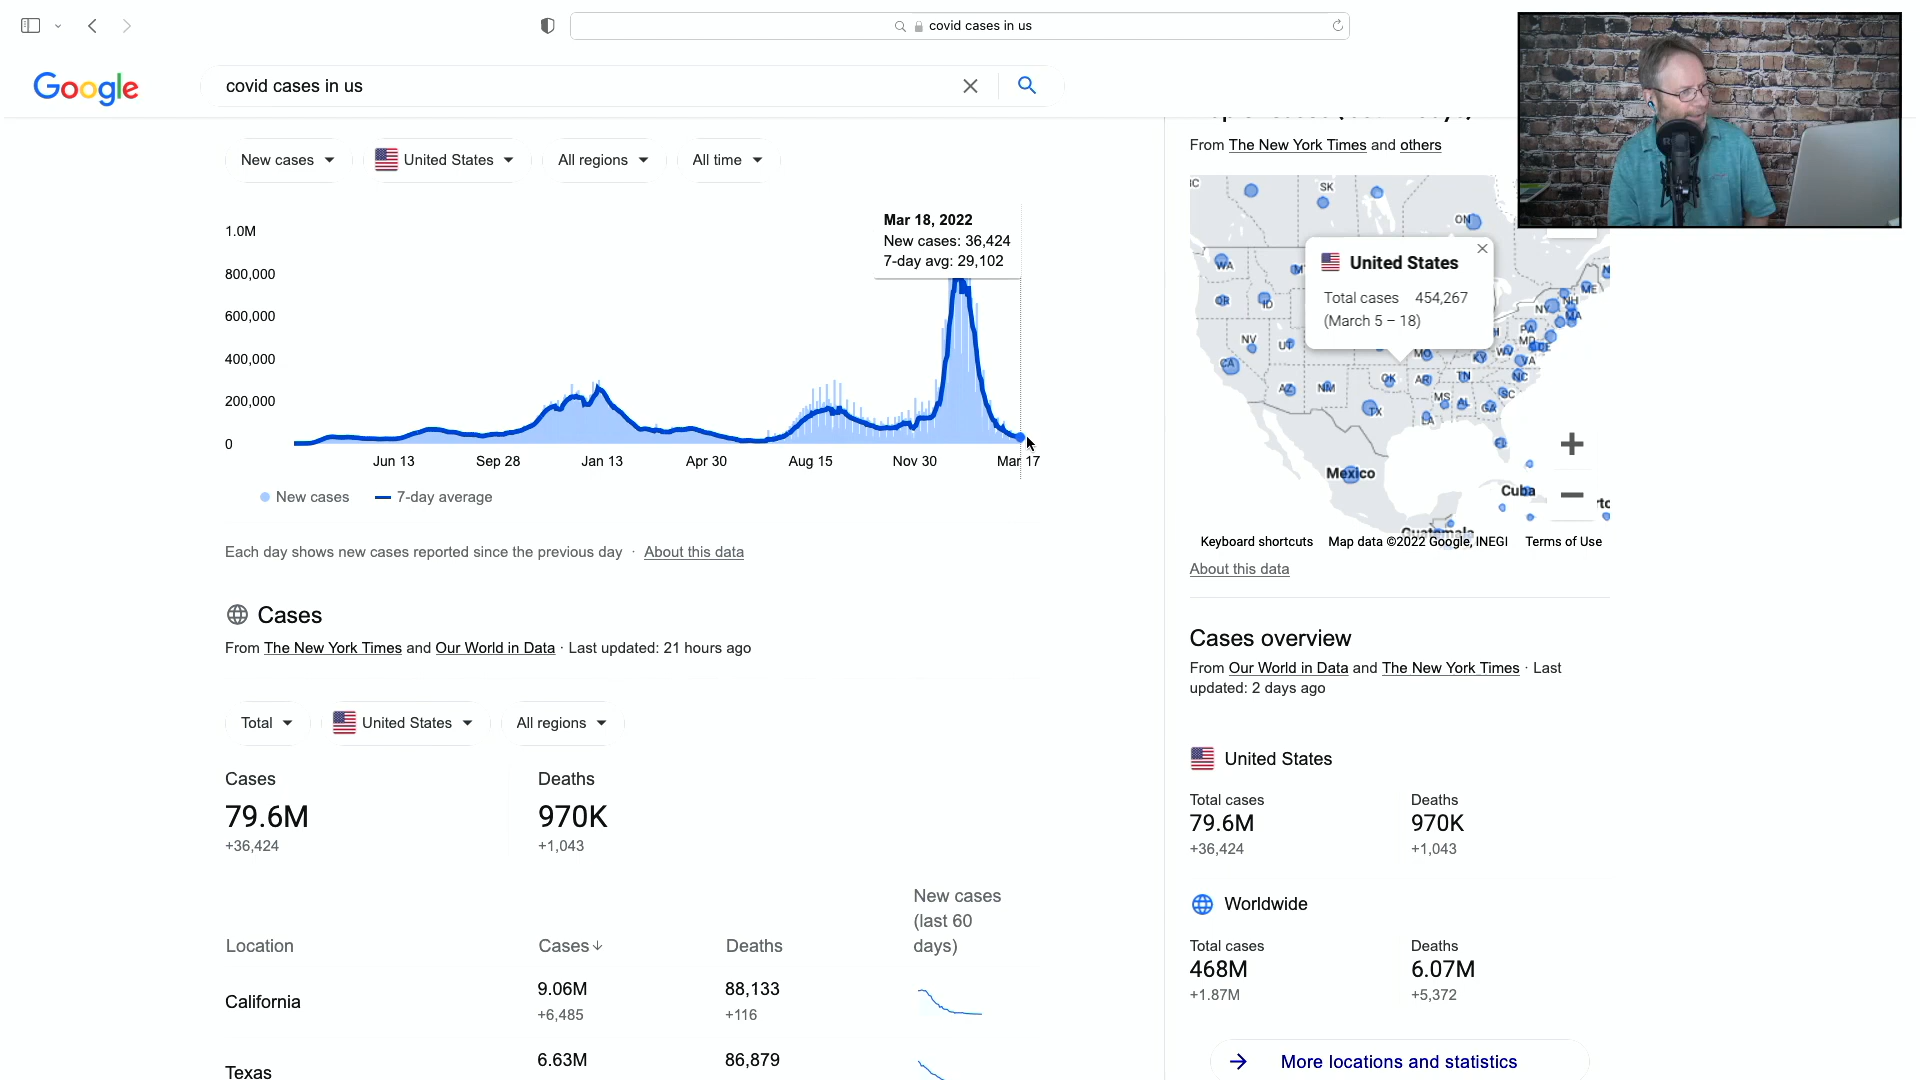 covid cases in us
Google
covid cases in us
New cases
United States
All regions
All time
From The New York Times and others
Mar 18, 2022
New cases: 36,424
7-day avg: 29,102
1.0M
800,000
600,000
400,000
200,000
0
Jun 13
Sep 28
Jan 13
Apr 30
Aug 15
Nov 30
Mar 17
New cases
7-day average
Each day shows new cases reported since the previous day · About this data
SK
ON
United States
Total cases 454,267
(March 5 – 18)
WA
OR
ID
NV
UT
CA
AZ
NM
OK
TX
MO
AR
LA
MS
AL
TN
KY
WV
VA
NC
SC
GA
FL
PA
MD
DE
NY
NH
MA
ME
Mexico
Cuba
Guatemala
Keyboard shortcuts
Map data ©2022 Google, INEGI
Terms of Use
About this data
Cases
From The New York Times and Our World in Data · Last updated: 21 hours ago
Total
United States
All regions
Cases
Deaths
79.6M
970K
+36,424
+1,043
Location
Cases
Deaths
New cases
(last 60
days)
California
9.06M
88,133
+6,485
+116
Texas
6.63M
86,879
Cases overview
From Our World in Data and The New York Times · Last
updated: 2 days ago
United States
Total cases
Deaths
79.6M
970K
+36,424
+1,043
Worldwide
Total cases
Deaths
468M
6.07M
+1.87M
+5,372
More locations and statistics